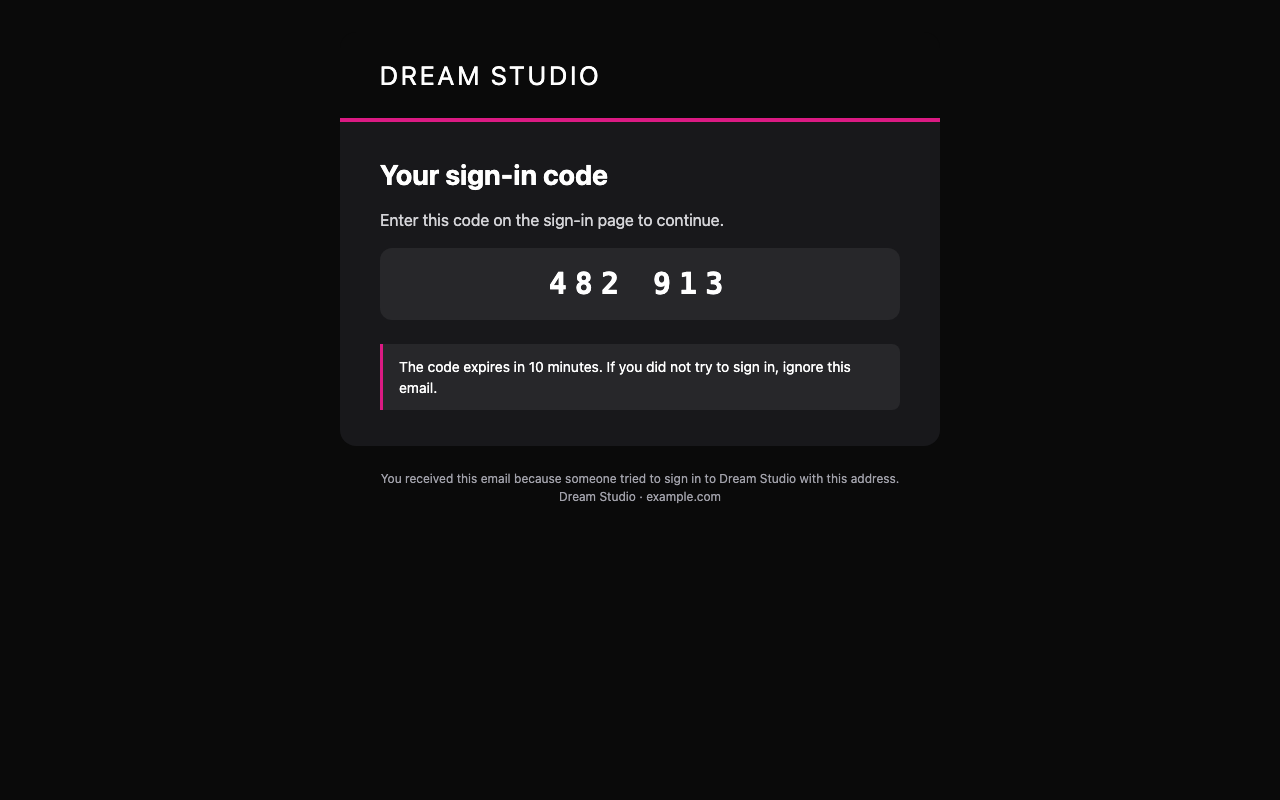 DREAM STUDIO
Your sign-in code
Enter this code on the sign-in page to continue.
482 913
The code expires in 10 minutes. If you did not try to sign in, ignore this
email.
You received this email because someone tried to sign in to Dream Studio with this address.
Dream Studio · example.com